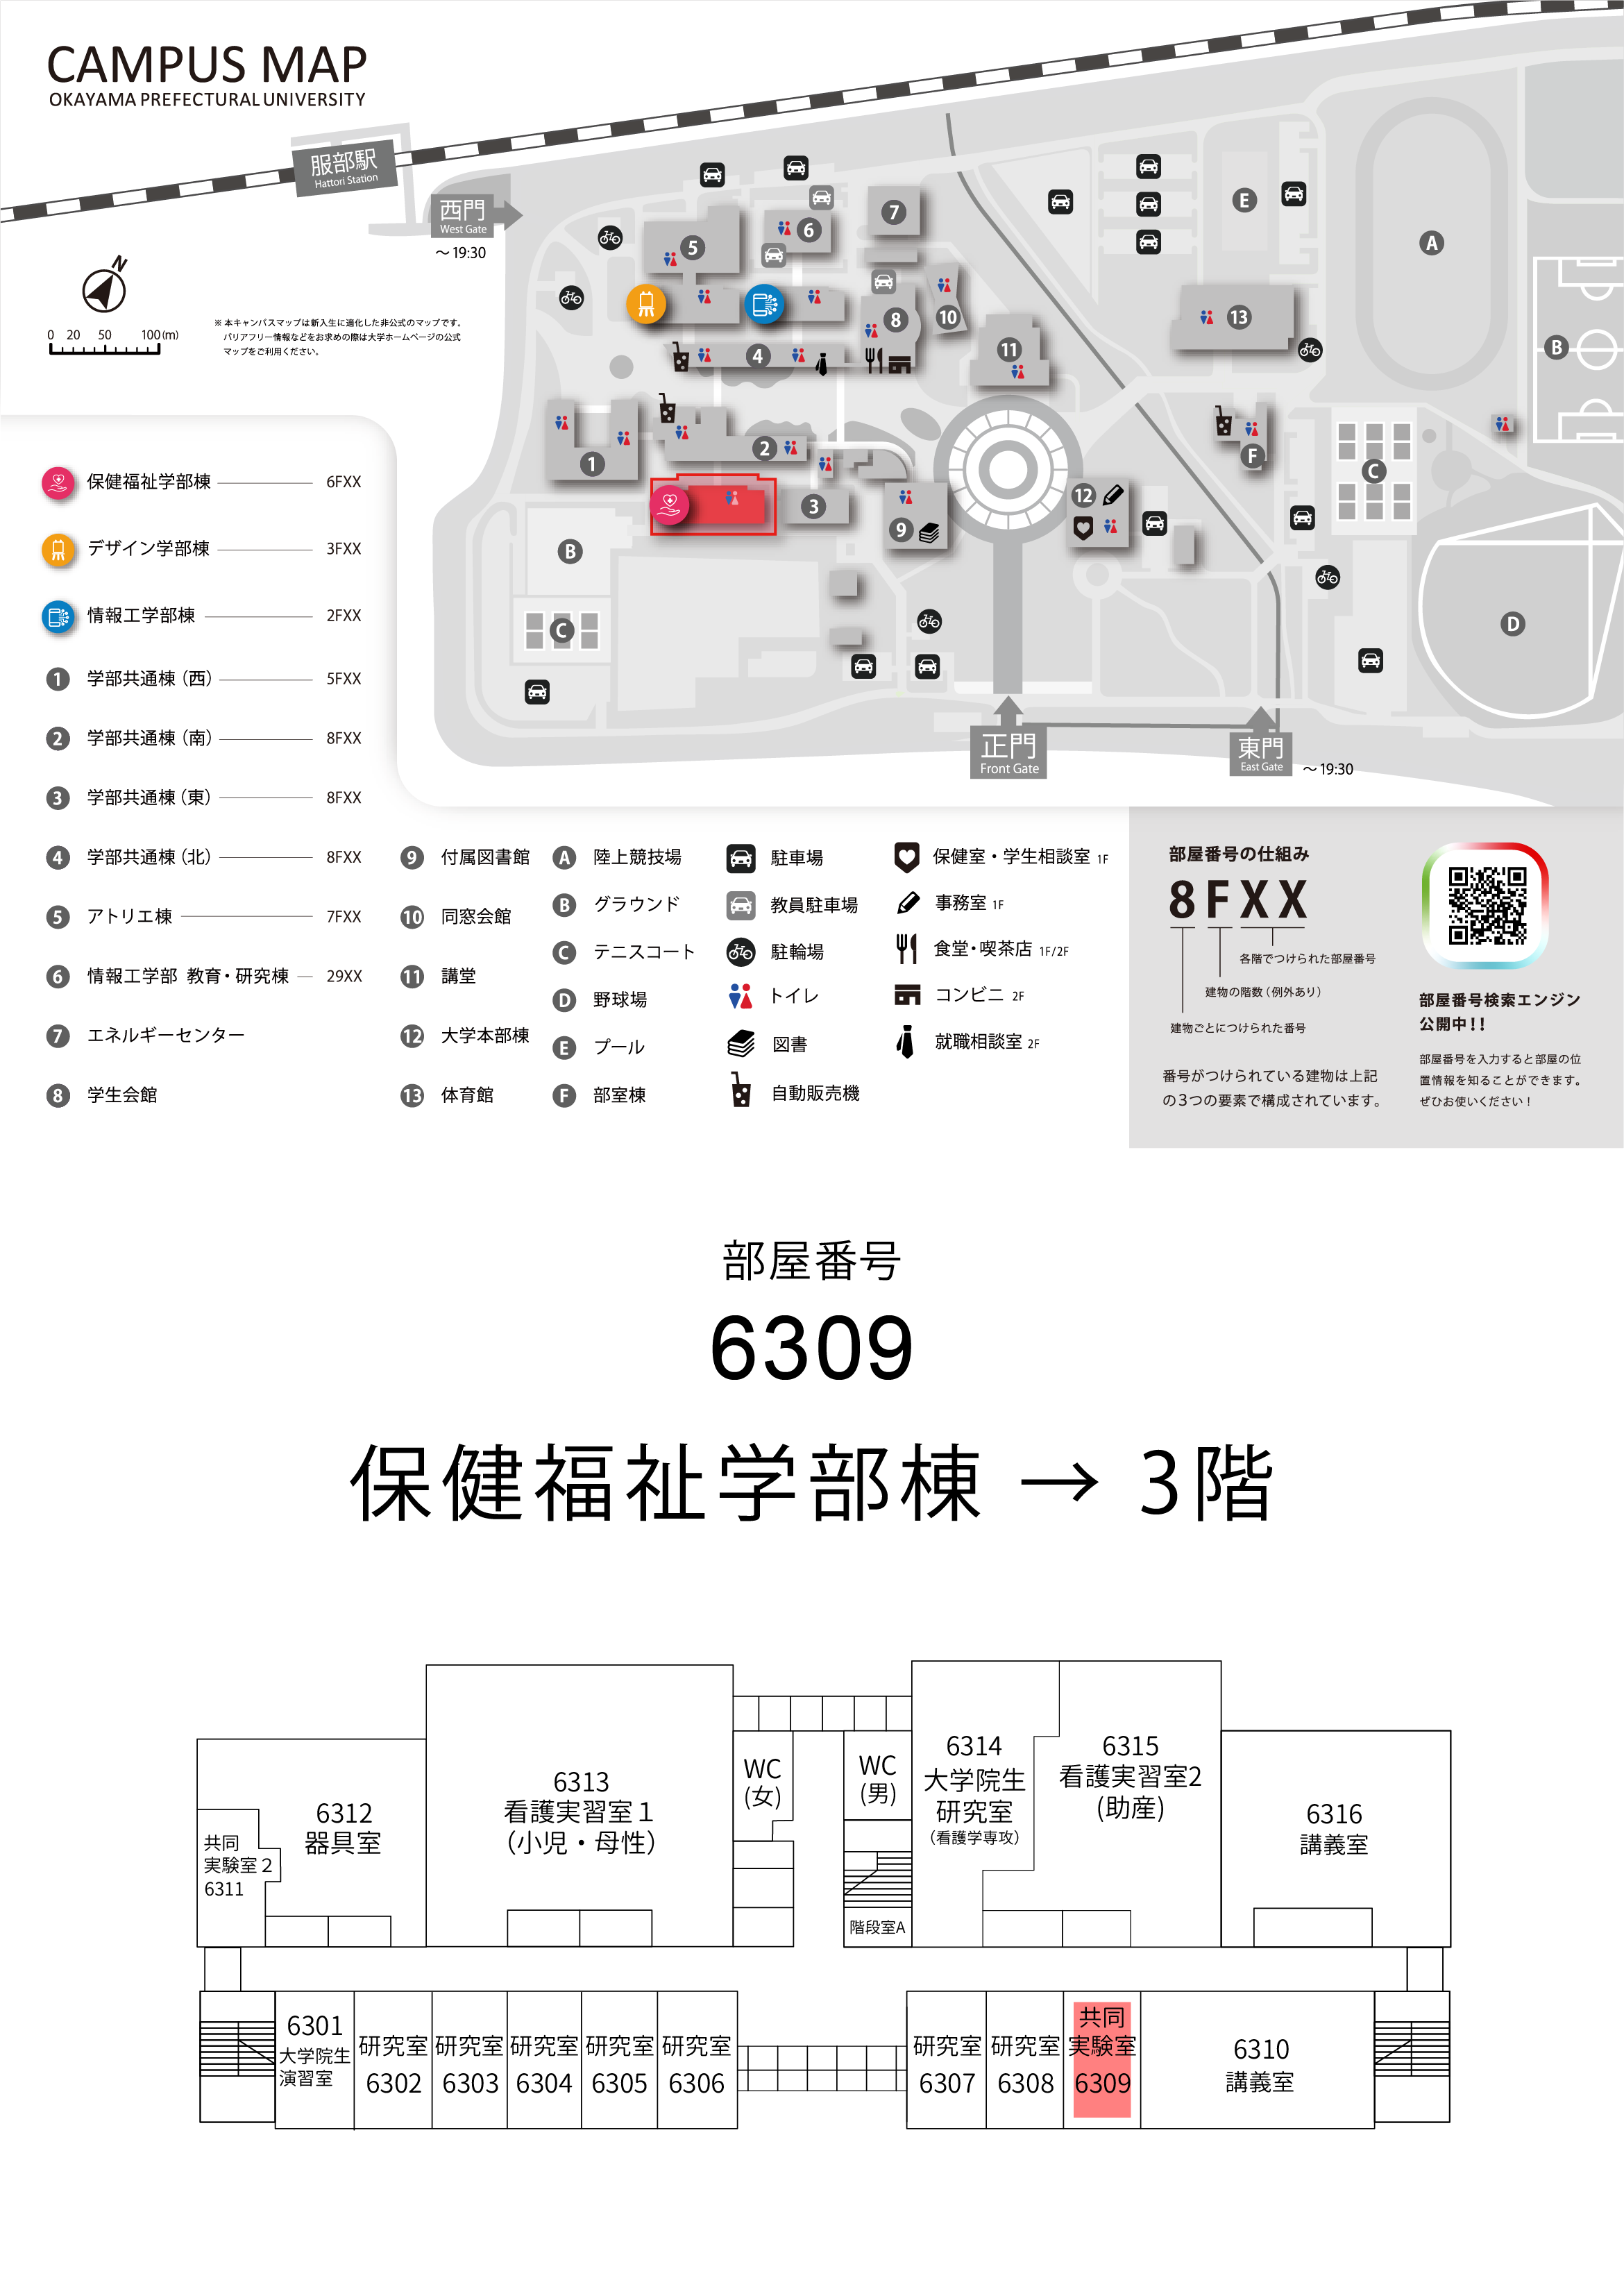 CAMPUS MAP
OKAYAMA PREFECTURAL UNIVERSITY
服部駅
Hattori Station
西門
West Gate
～19:30
N
0 20 50 100(m)
※ 本キャンパスマップは新入生に適化した非公式のマップです。
バリアフリー情報などをお求めの際は大学ホームページの公式
マップをご利用ください。
7
6
5
E
A
8
10
13
11
4
B
1
2
F
C
3
9
12
B
C
D
正門
Front Gate
東門
East Gate
～19:30
保健福祉学部棟 6FXX
デザイン学部棟 3FXX
情報工学部棟 2FXX
1 学部共通棟（西） 5FXX
2 学部共通棟（南） 8FXX
3 学部共通棟（東） 8FXX
4 学部共通棟（北） 8FXX
5 アトリエ棟 7FXX
6 情報工学部 教育・研究棟 29XX
7 エネルギーセンター
8 学生会館
9 付属図書館
10 同窓会館
11 講堂
12 大学本部棟
13 体育館
A 陸上競技場
B グラウンド
C テニスコート
D 野球場
E プール
F 部室棟
駐車場
教員駐車場
駐輪場
トイレ
図書
自動販売機
保健室・学生相談室 1F
事務室 1F
食堂・喫茶店 1F/2F
コンビニ 2F
就職相談室 2F
部屋番号の仕組み
8FXX
各階でつけられた部屋番号
建物の階数（例外あり）
建物ごとにつけられた番号
番号がつけられている建物は上記
の3つの要素で構成されています。
部屋番号検索エンジン
公開中!!
部屋番号を入力すると部屋の位
置情報を知ることができます。
ぜひお使いください！
部屋番号
6309
保健福祉学部棟 → 3階
6312
器具室
共同
実験室２
6311
6313
看護実習室１
（小児・母性）
WC
(女)
WC
(男)
階段室A
6314
大学院生
研究室
（看護学専攻）
6315
看護実習室2
(助産)
6316
講義室
6301
大学院生
演習室
研究室
6302
研究室
6303
研究室
6304
研究室
6305
研究室
6306
研究室
6307
研究室
6308
共同
実験室
6309
6310
講義室